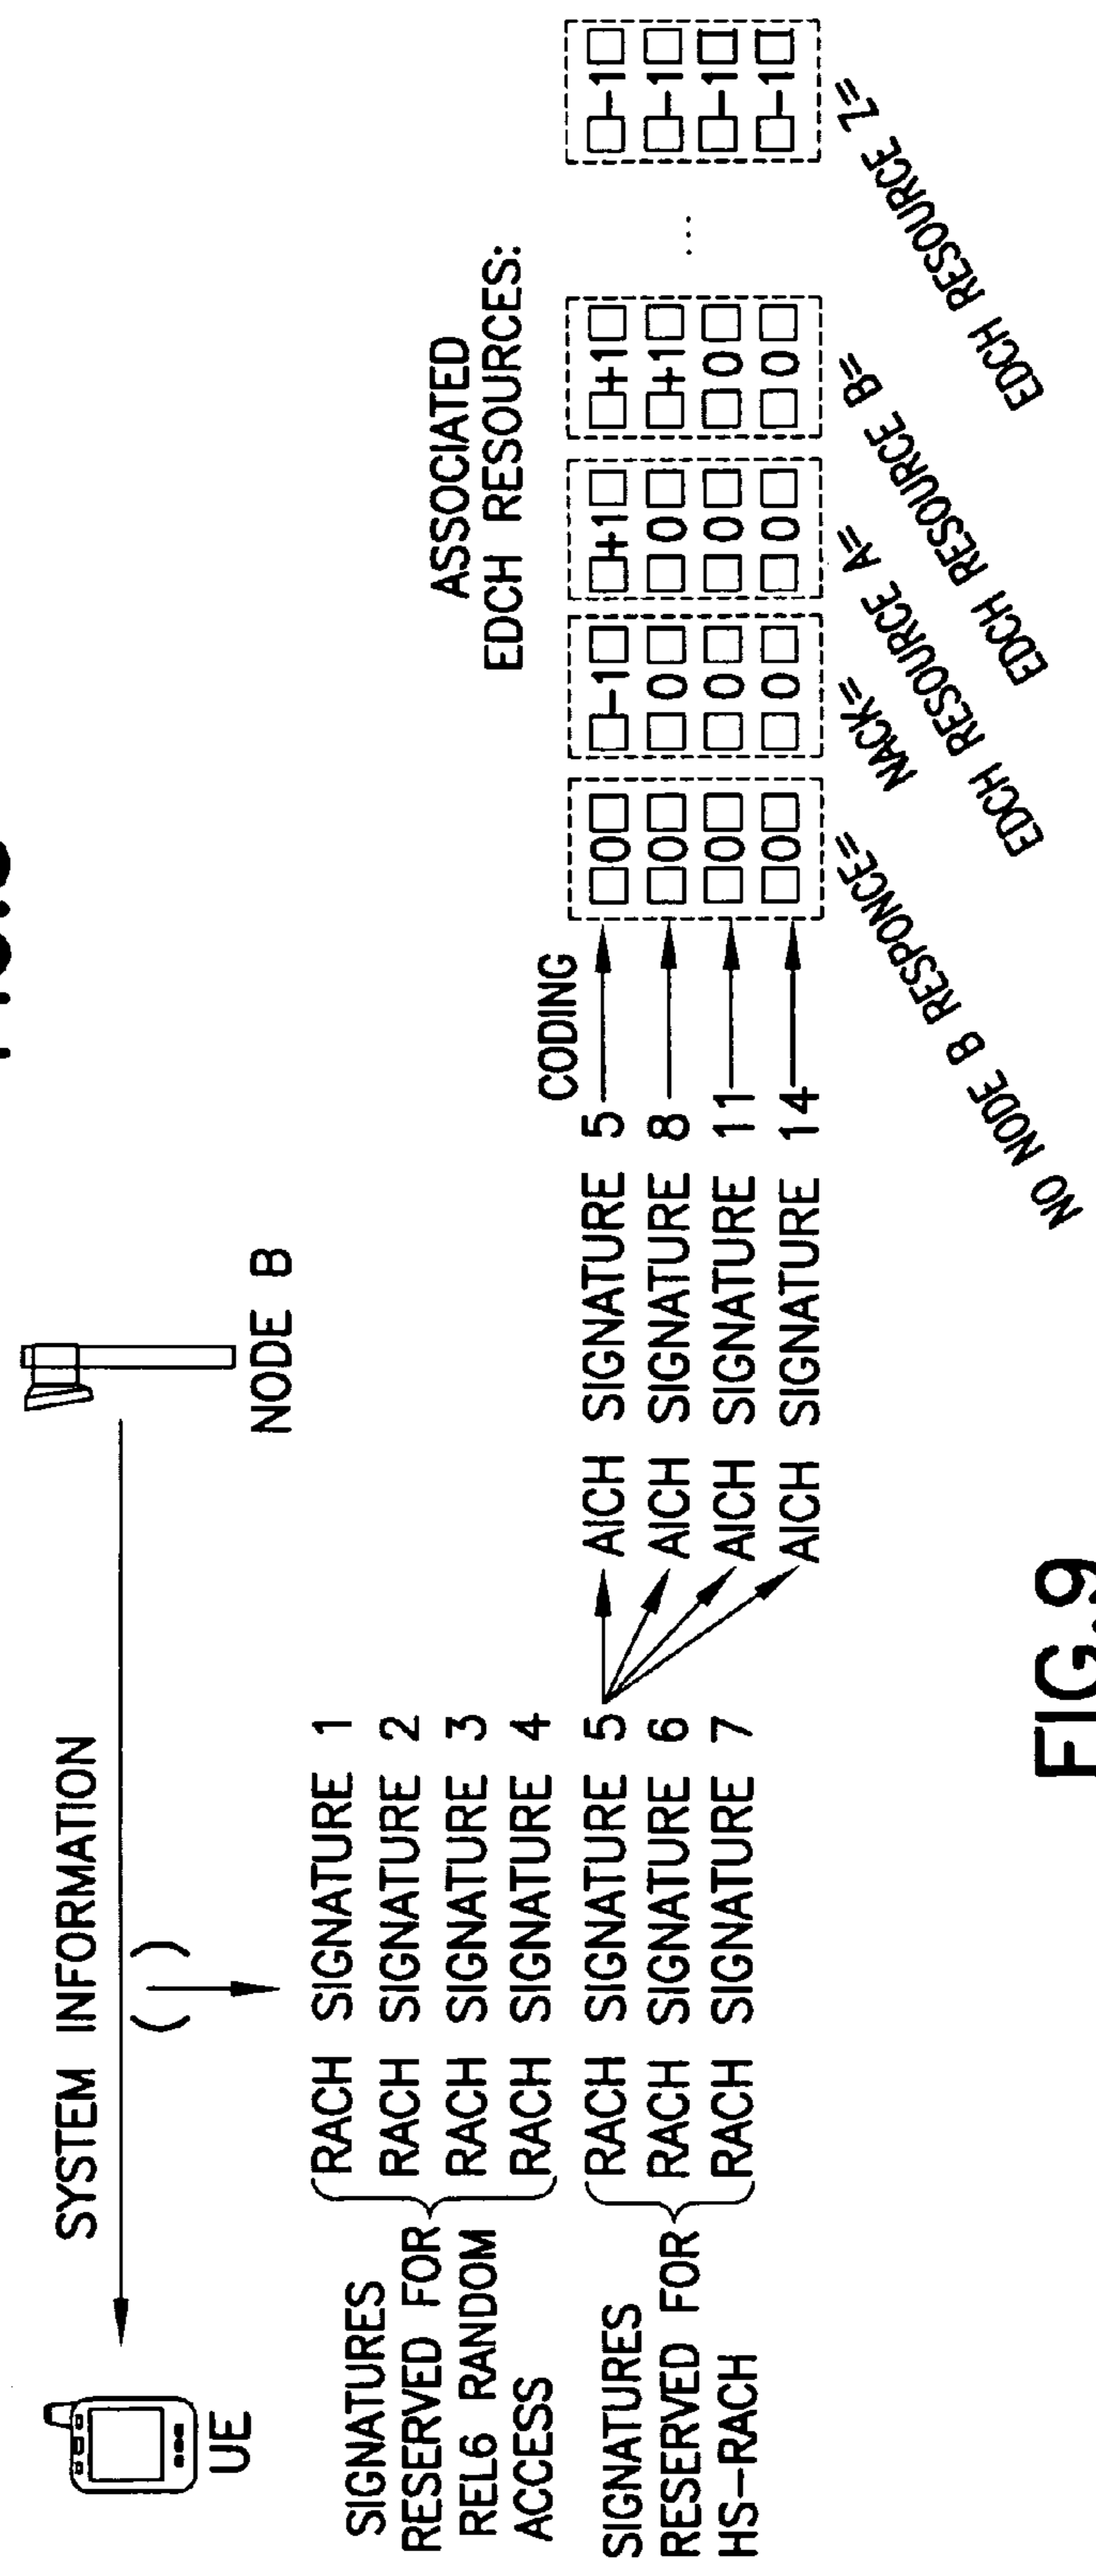 SYSTEM INFORMATION
UE
NODE B
SIGNATURES
RESERVED FOR
REL6 RANDOM
ACCESS
RACH SIGNATURE 1
RACH SIGNATURE 2
RACH SIGNATURE 3
RACH SIGNATURE 4
SIGNATURES
RESERVED FOR
HS-RACH
RACH SIGNATURE 5
RACH SIGNATURE 6
RACH SIGNATURE 7
AICH SIGNATURE 5
AICH SIGNATURE 8
AICH SIGNATURE 11
AICH SIGNATURE 14
CODING
ASSOCIATED
EDCH RESOURCES:
0 -1 +1 +1 -1
0 0 0 +1 ... -1
0 0 0 0 -1
0 0 0 0 -1
NO NODE B RESPONCE=
NACK=
EDCH RESOURCE A=
EDCH RESOURCE B=
EDCH RESOURCE Z=
FIG.9